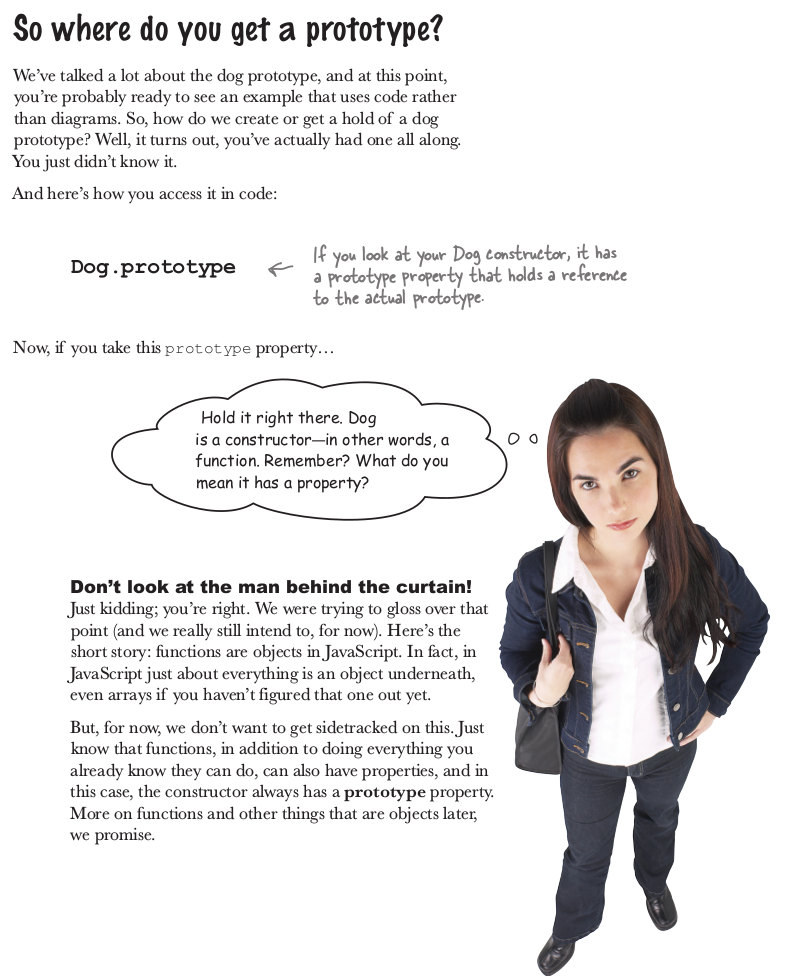 So where do you get a prototype?
We’ve talked a lot about the dog prototype, and at this point,
you’re probably ready to see an example that uses code rather
than diagrams. So, how do we create or get a hold of a dog
prototype? Well, it turns out, you’ve actually had one all along.
You just didn’t know it.
And here’s how you access it in code:
Dog.prototype
If you look at your Dog constructor, it has
a prototype property that holds a reference
to the actual prototype.
Now, if you take this prototype property…
Hold it right there. Dog
is a constructor—in other words, a
function. Remember? What do you
mean it has a property?
Don’t look at the man behind the curtain!
Just kidding; you’re right. We were trying to gloss over that
point (and we really still intend to, for now). Here’s the
short story: functions are objects in JavaScript. In fact, in
JavaScript just about everything is an object underneath,
even arrays if you haven’t figured that one out yet.
But, for now, we don’t want to get sidetracked on this. Just
know that functions, in addition to doing everything you
already know they can do, can also have properties, and in
this case, the constructor always has a prototype property.
More on functions and other things that are objects later,
we promise.